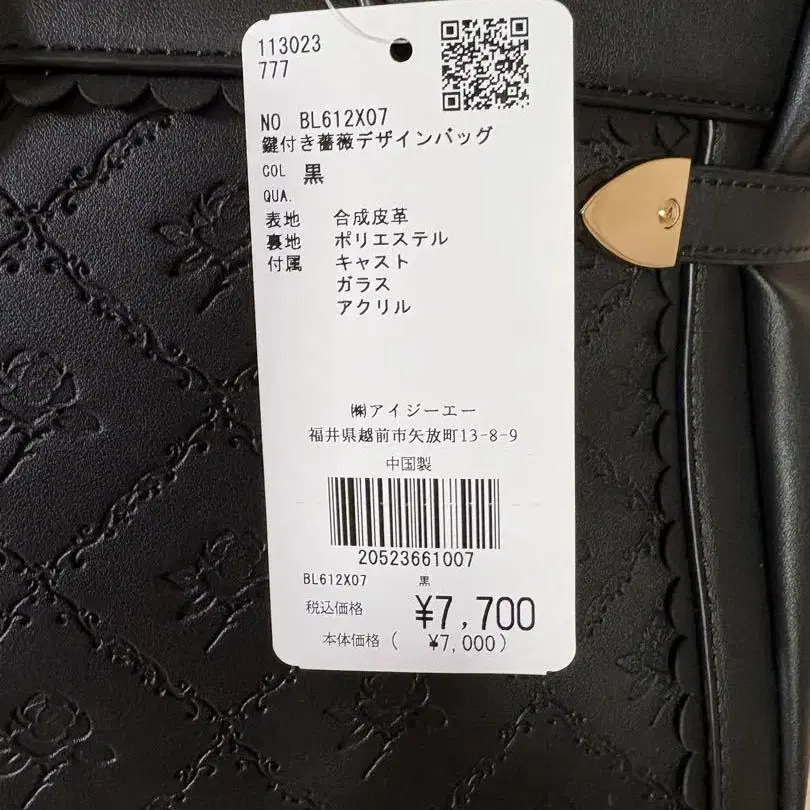 113023
777
NO BL612X07
鍵付き薔薇デザインバッグ
COL 黒
QUA.
表地 合成皮革
裏地 ポリエステル
付属 キャスト
ガラス
アクリル
㈱アイジーエー
福井県越前市矢放町13-8-9
中国製
20523661007
BL612X07 黒
税込価格 ¥7,700
本体価格( ¥7,000)